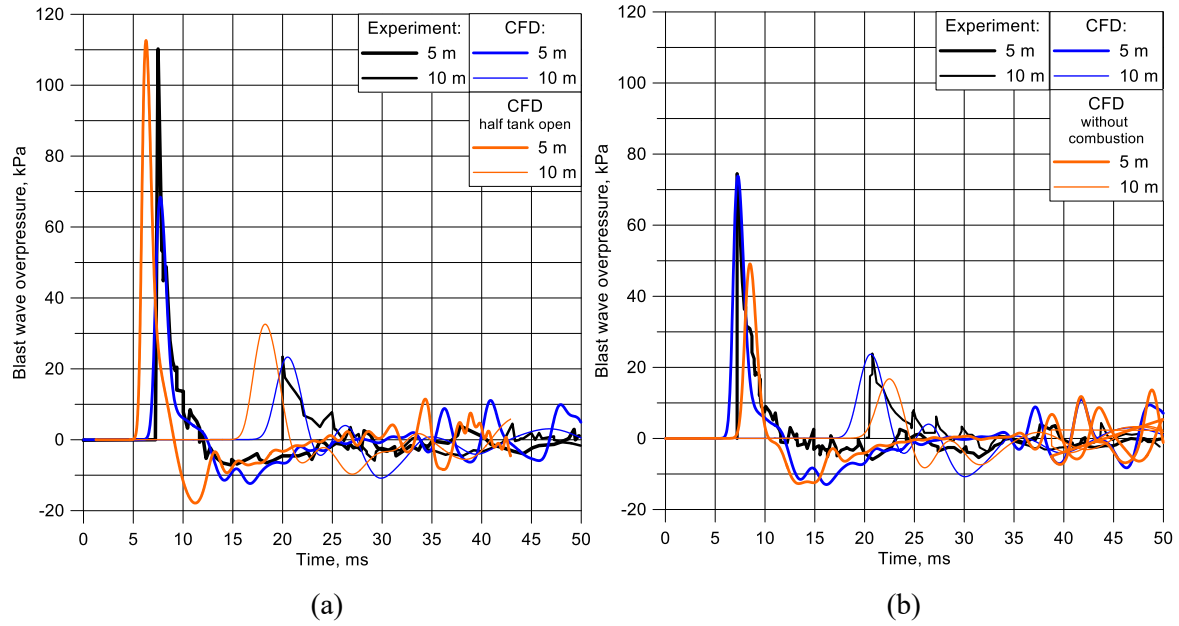 Experiment: CFD:
5 m 5 m
10 m 10 m
CFD
half tank open
5 m
10 m
120
100
80
60
40
20
0
-20
Blast wave overpressure, kPa
0 5 10 15 20 25 30 35 40 45 50
Time, ms
(a)
Experiment: CFD:
5 m 5 m
10 m 10 m
CFD
without
combustion
5 m
10 m
120
100
80
60
40
20
0
-20
Blast wave overpressure, kPa
0 5 10 15 20 25 30 35 40 45 50
Time, ms
(b)